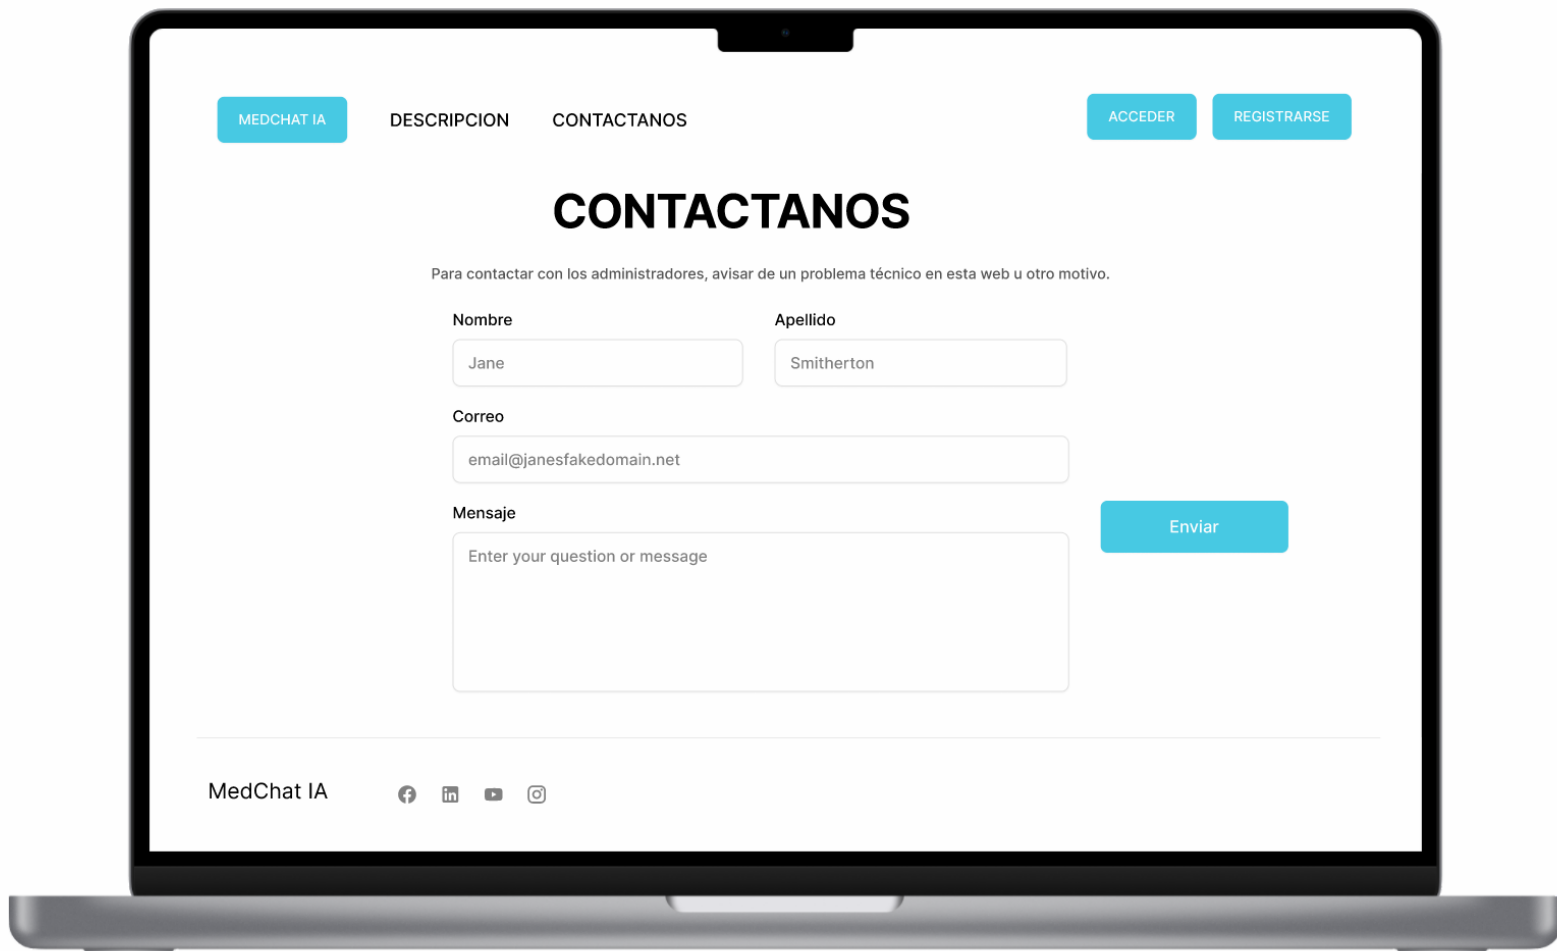 MEDCHAT IA DESCRIPCION CONTACTANOS ACCEDER REGISTRARSE
CONTACTANOS
Para contactar con los administradores, avisar de un problema técnico en esta web u otro motivo.
Nombre Apellido
Jane Smitherton
Correo
email@janesfakedomain.net
Mensaje
Enviar
Enter your question or message
MedChat IA